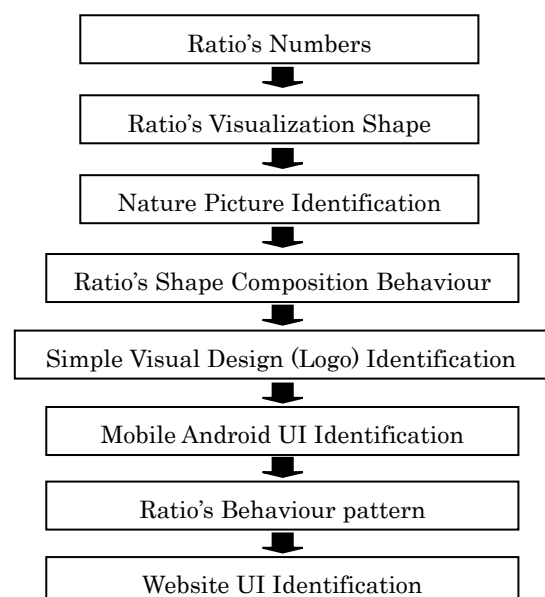 Ratio's Numbers
Ratio's Visualization Shape
Nature Picture Identification
Ratio's Shape Composition Behaviour
Simple Visual Design (Logo) Identification
Mobile Android UI Identification
Ratio's Behaviour pattern
Website UI Identification